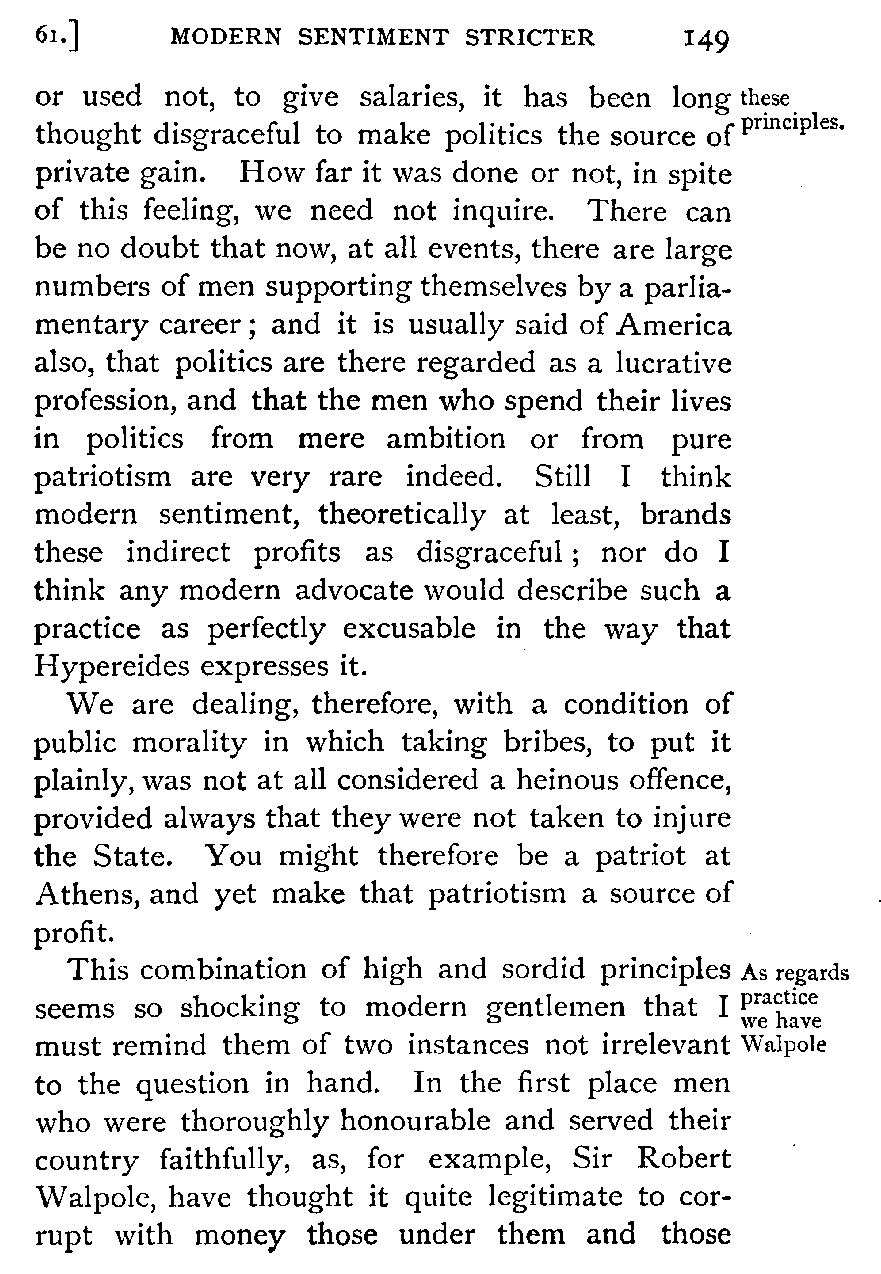 61.] MODERN SENTIMENT STRICTER 149
or used not, to give salaries, it has been long these
thought disgraceful to make politics the source of principles.
private gain. How far it was done or not, in spite
of this feeling, we need not inquire. There can
be no doubt that now, at all events, there are large
numbers of men supporting themselves by a parlia-
mentary career ; and it is usually said of America
also, that politics are there regarded as a lucrative
profession, and that the men who spend their lives
in politics from mere ambition or from pure
patriotism are very rare indeed. Still I think
modern sentiment, theoretically at least, brands
these indirect profits as disgraceful ; nor do I
think any modern advocate would describe such a
practice as perfectly excusable in the way that
Hypereides expresses it.
We are dealing, therefore, with a condition of
public morality in which taking bribes, to put it
plainly, was not at all considered a heinous offence,
provided always that they were not taken to injure
the State. You might therefore be a patriot at
Athens, and yet make that patriotism a source of
profit.
This combination of high and sordid principles As regards
seems so shocking to modern gentlemen that I practice
we have
must remind them of two instances not irrelevant Walpole
to the question in hand. In the first place men
who were thoroughly honourable and served their
country faithfully, as, for example, Sir Robert
Walpole, have thought it quite legitimate to cor-
rupt with money those under them and those